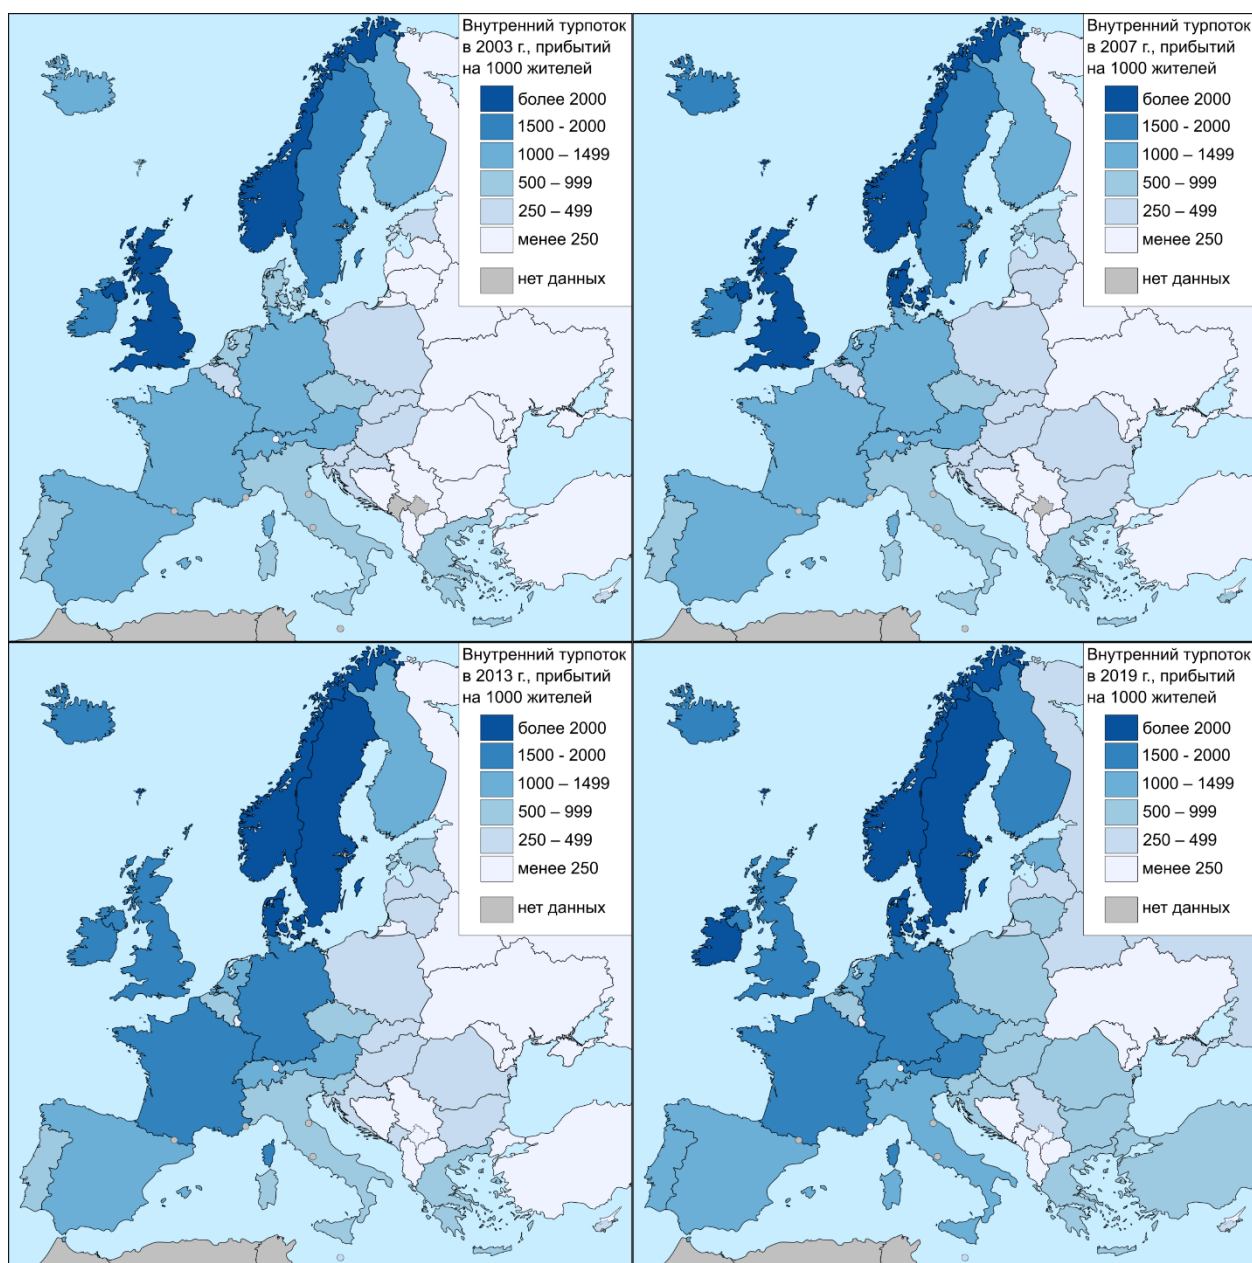 Внутренний турпоток
в 2003 г., прибытий
на 1000 жителей
более 2000
1500 - 2000
1000 – 1499
500 – 999
250 – 499
менее 250
нет данных
Внутренний турпоток
в 2007 г., прибытий
на 1000 жителей
более 2000
1500 - 2000
1000 – 1499
500 – 999
250 – 499
менее 250
нет данных
Внутренний турпоток
в 2013 г., прибытий
на 1000 жителей
более 2000
1500 - 2000
1000 – 1499
500 – 999
250 – 499
менее 250
нет данных
Внутренний турпоток
в 2019 г., прибытий
на 1000 жителей
более 2000
1500 - 2000
1000 – 1499
500 – 999
250 – 499
менее 250
нет данных